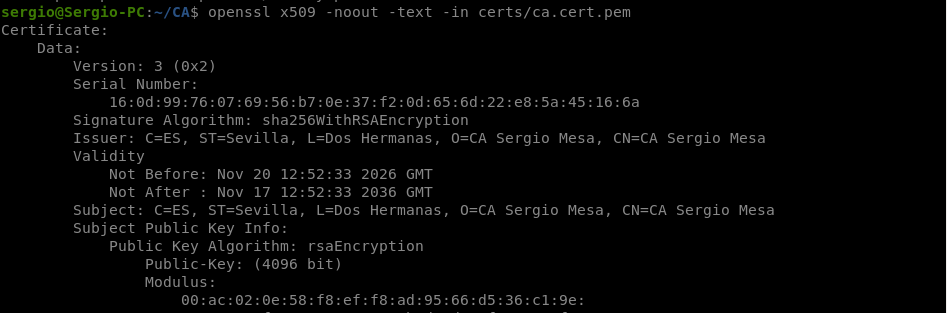 sergio@Sergio-PC:~/CA$ openssl x509 -noout -text -in certs/ca.cert.pem
Certificate:
Data:
Version: 3 (0x2)
Serial Number:
16:0d:99:76:07:69:56:b7:0e:37:f2:0d:65:6d:22:e8:5a:45:16:6a
Signature Algorithm: sha256WithRSAEncryption
Issuer: C=ES, ST=Sevilla, L=Dos Hermanas, O=CA Sergio Mesa, CN=CA Sergio Mesa
Validity
Not Before: Nov 20 12:52:33 2026 GMT
Not After : Nov 17 12:52:33 2036 GMT
Subject: C=ES, ST=Sevilla, L=Dos Hermanas, O=CA Sergio Mesa, CN=CA Sergio Mesa
Subject Public Key Info:
Public Key Algorithm: rsaEncryption
Public-Key: (4096 bit)
Modulus:
00:ac:02:0e:58:f8:ef:f8:ad:95:66:d5:36:c1:9e: